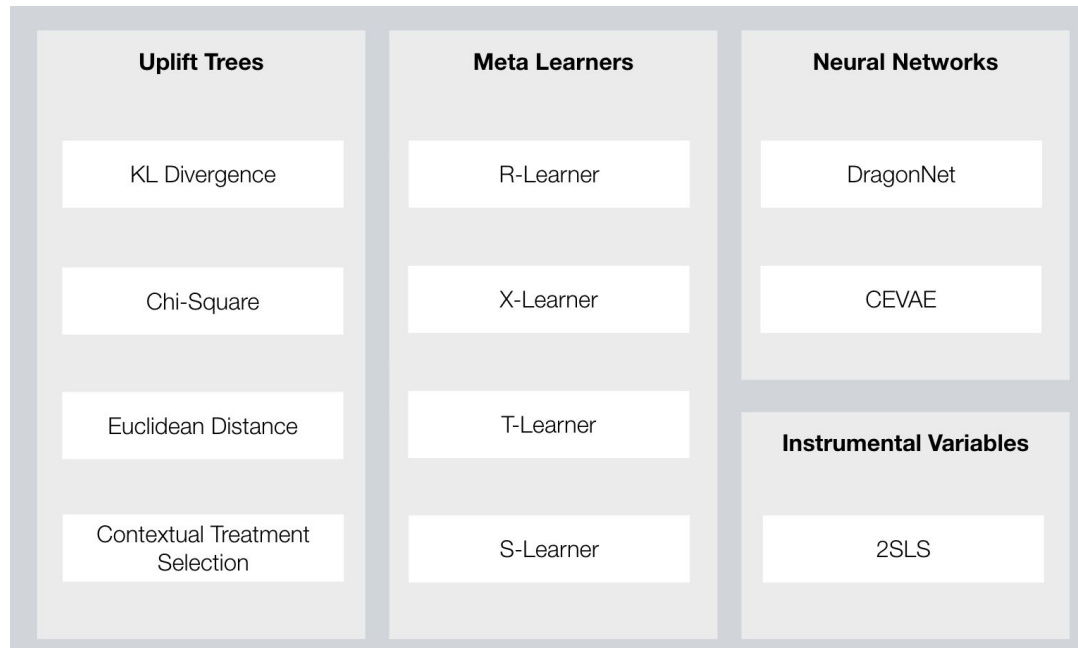 Uplift Trees
KL Divergence
Chi-Square
Euclidean Distance
Contextual Treatment
Selection
Meta Learners
R-Learner
X-Learner
T-Learner
S-Learner
Neural Networks
DragonNet
CEVAE
Instrumental Variables
2SLS